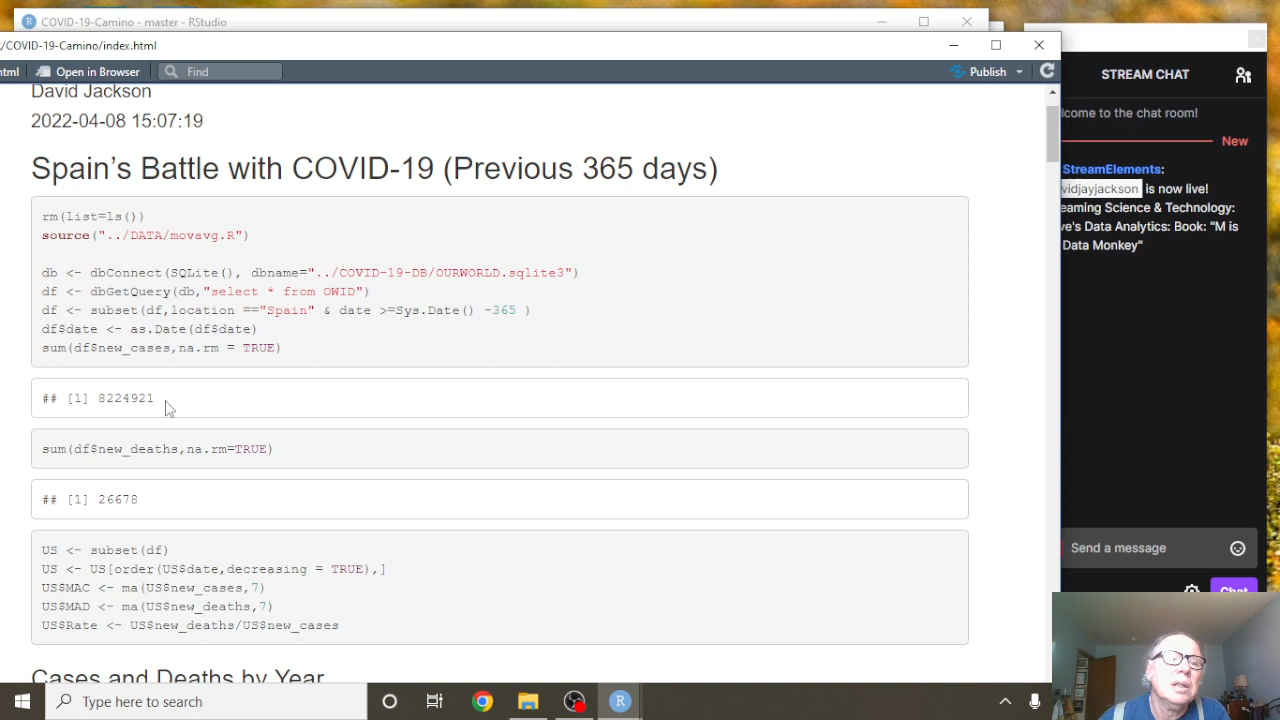 COVID-19-Camino - master - RStudio
/COVID-19-Camino/index.html
Open in Browser
Find
Publish
David Jackson
2022-04-08 15:07:19
Spain's Battle with COVID-19 (Previous 365 days)
rm(list=ls())
source("../DATA/movavg.R")
db <- dbConnect(SQLite(), dbname="../COVID-19-DB/OURWORLD.sqlite3")
df <- dbGetQuery(db,"select * from OWID")
df <- subset(df,location =="Spain" & date >=Sys.Date() -365 )
df$date <- as.Date(df$date)
sum(df$new_cases,na.rm = TRUE)
## [1] 8224921
sum(df$new_deaths,na.rm=TRUE)
## [1] 26678
US <- subset(df)
US <- US[order(US$date,decreasing = TRUE),]
US$MAC <- ma(US$new_cases,7)
US$MAD <- ma(US$new_deaths,7)
US$Rate <- US$new_deaths/US$new_cases
Cases and Deaths by Year
STREAM CHAT
lcome to the chat room!
New
StreamElements:
vidjayjackson is now live!
eaming Science & Technology:
ve's Data Analytics: Book: "M is
Data Monkey"
Send a message
Chat
Type here to search